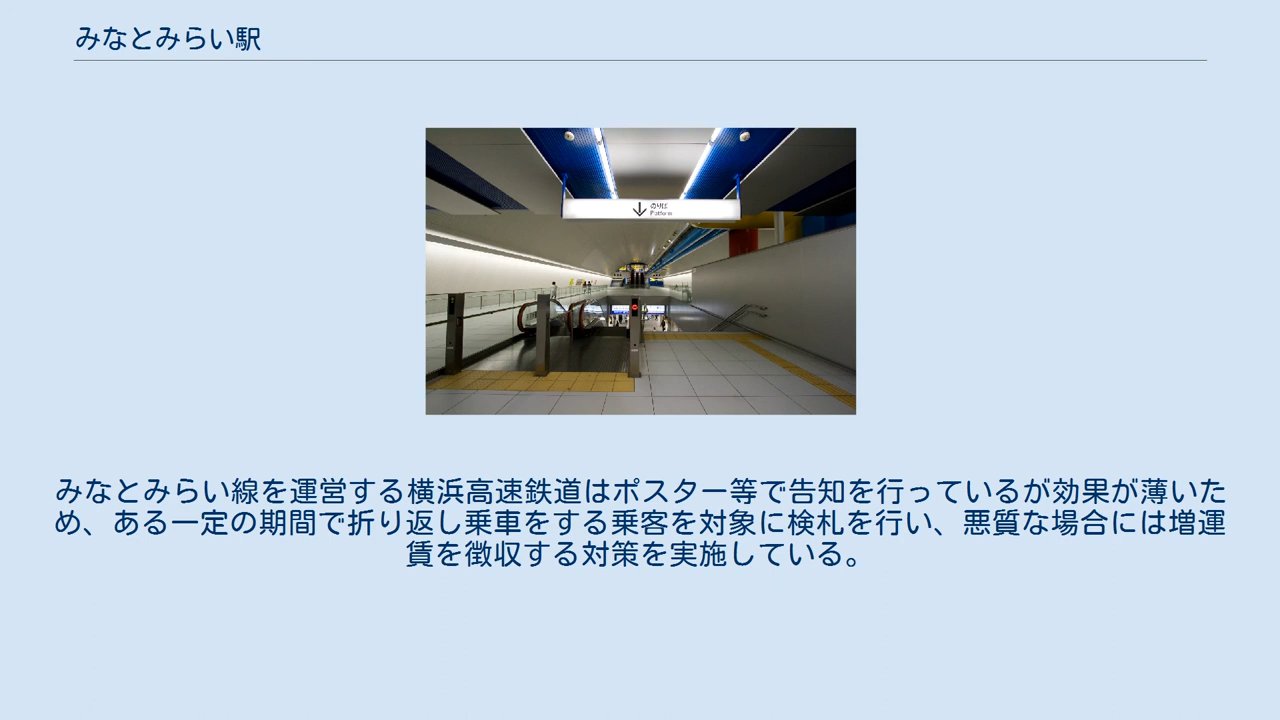 みなとみらい駅
のりば
Platform
みなとみらい線を運営する横浜高速鉄道はポスター等で告知を行っているが効果が薄いた
め、ある一定の期間で折り返し乗車をする乗客を対象に検札を行い、悪質な場合には増運
賃を徴収する対策を実施している。